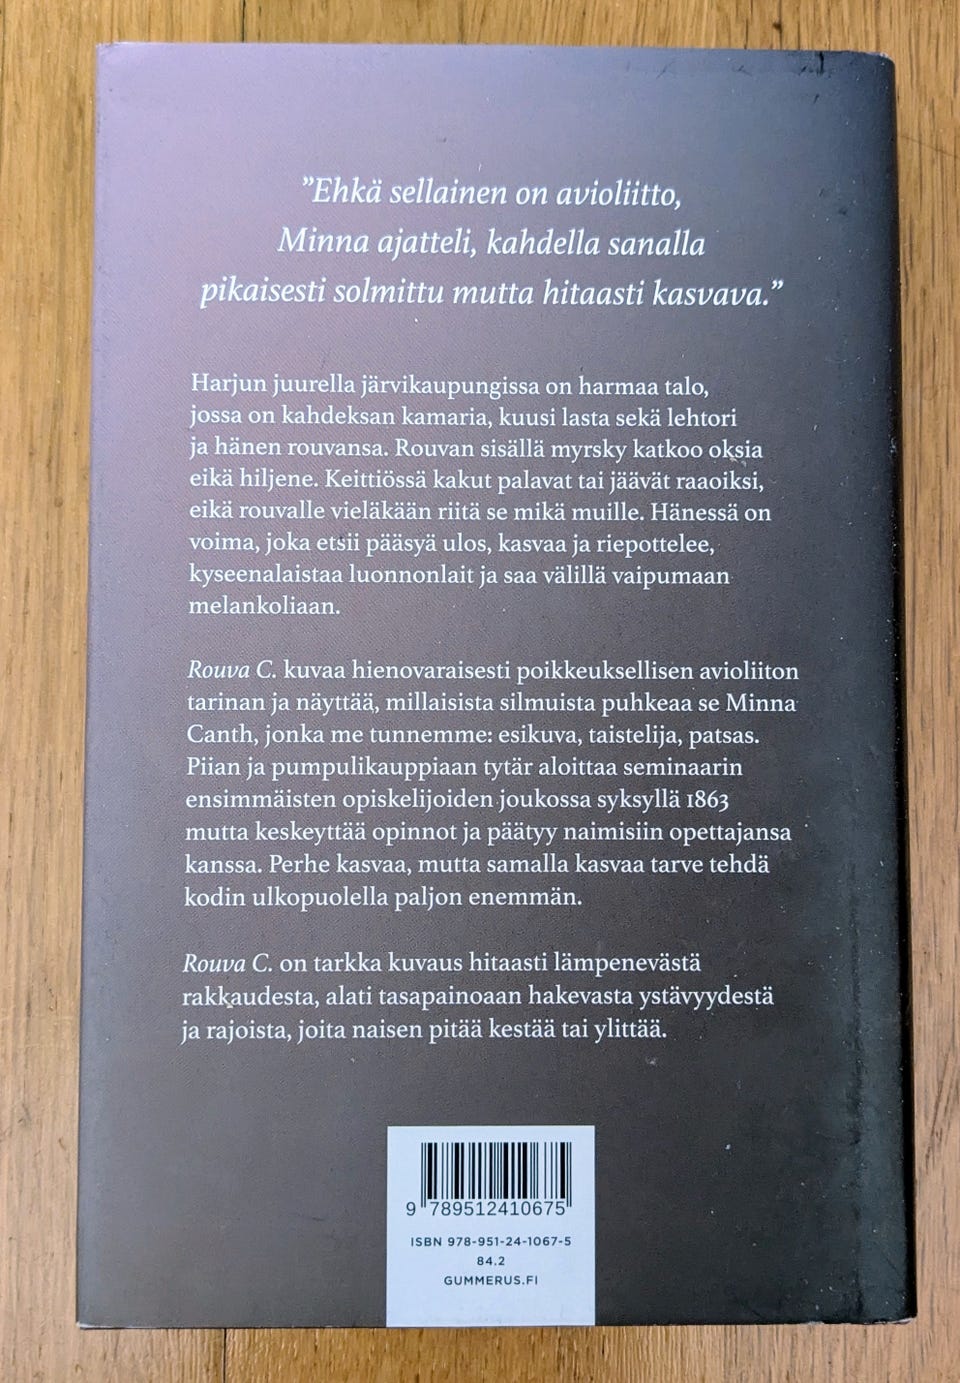 ”Ehkä sellainen on avioliitto,
Minna ajatteli, kahdella sanalla
pikaisesti solmittu mutta hitaasti kasvava.”
Harjun juurella järvikaupungissa on harmaa talo,
jossa on kahdeksan kamaria, kuusi lasta sekä lehtori
ja hänen rouvansa. Rouvan sisällä myrsky katkoo oksia
eikä hiljene. Keittiössä kakut palavat tai jäävät raaoiksi,
eikä rouvalle vieläkään riitä se mikä muille. Hänessä on
voima, joka etsii pääsyä ulos, kasvaa ja riepottelee,
kyseenalaistaa luonnonlait ja saa välillä vaipumaan
melankoliaan.
Rouva C. kuvaa hienovaraisesti poikkeuksellisen avioliiton
tarinan ja näyttää, millaisista silmuista puhkeaa se Minna
Canth, jonka me tunnemme: esikuva, taistelija, patsas.
Piian ja pumpulikauppiaan tytär aloittaa seminaarin
ensimmäisten opiskelijoiden joukossa syksyllä 1863
mutta keskeyttää opinnot ja päätyy naimisiin opettajansa
kanssa. Perhe kasvaa, mutta samalla kasvaa tarve tehdä
kodin ulkopuolella paljon enemmän.
Rouva C. on tarkka kuvaus hitaasti lämpenevästä
rakkaudesta, alati tasapainoaan hakevasta ystävyydestä
ja rajoista, joita naisen pitää kestää tai ylittää.
9 789512410675
ISBN 978-951-24-1067-5
84.2
GUMMERUS.FI